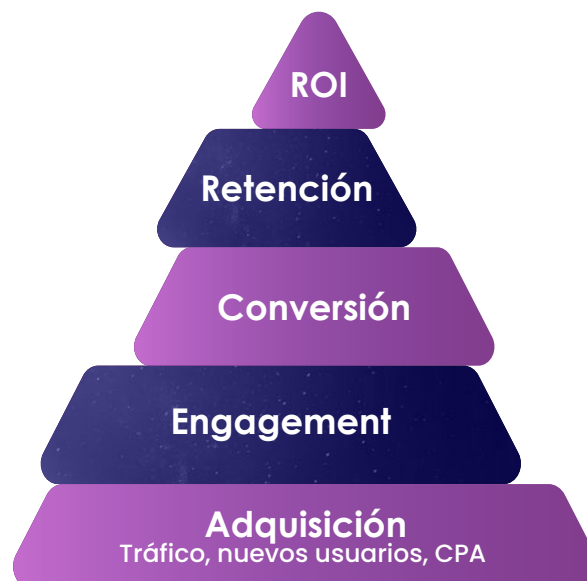 ROI
Retención
Conversión
Engagement
Adquisición
Tráfico, nuevos usuarios, CPA